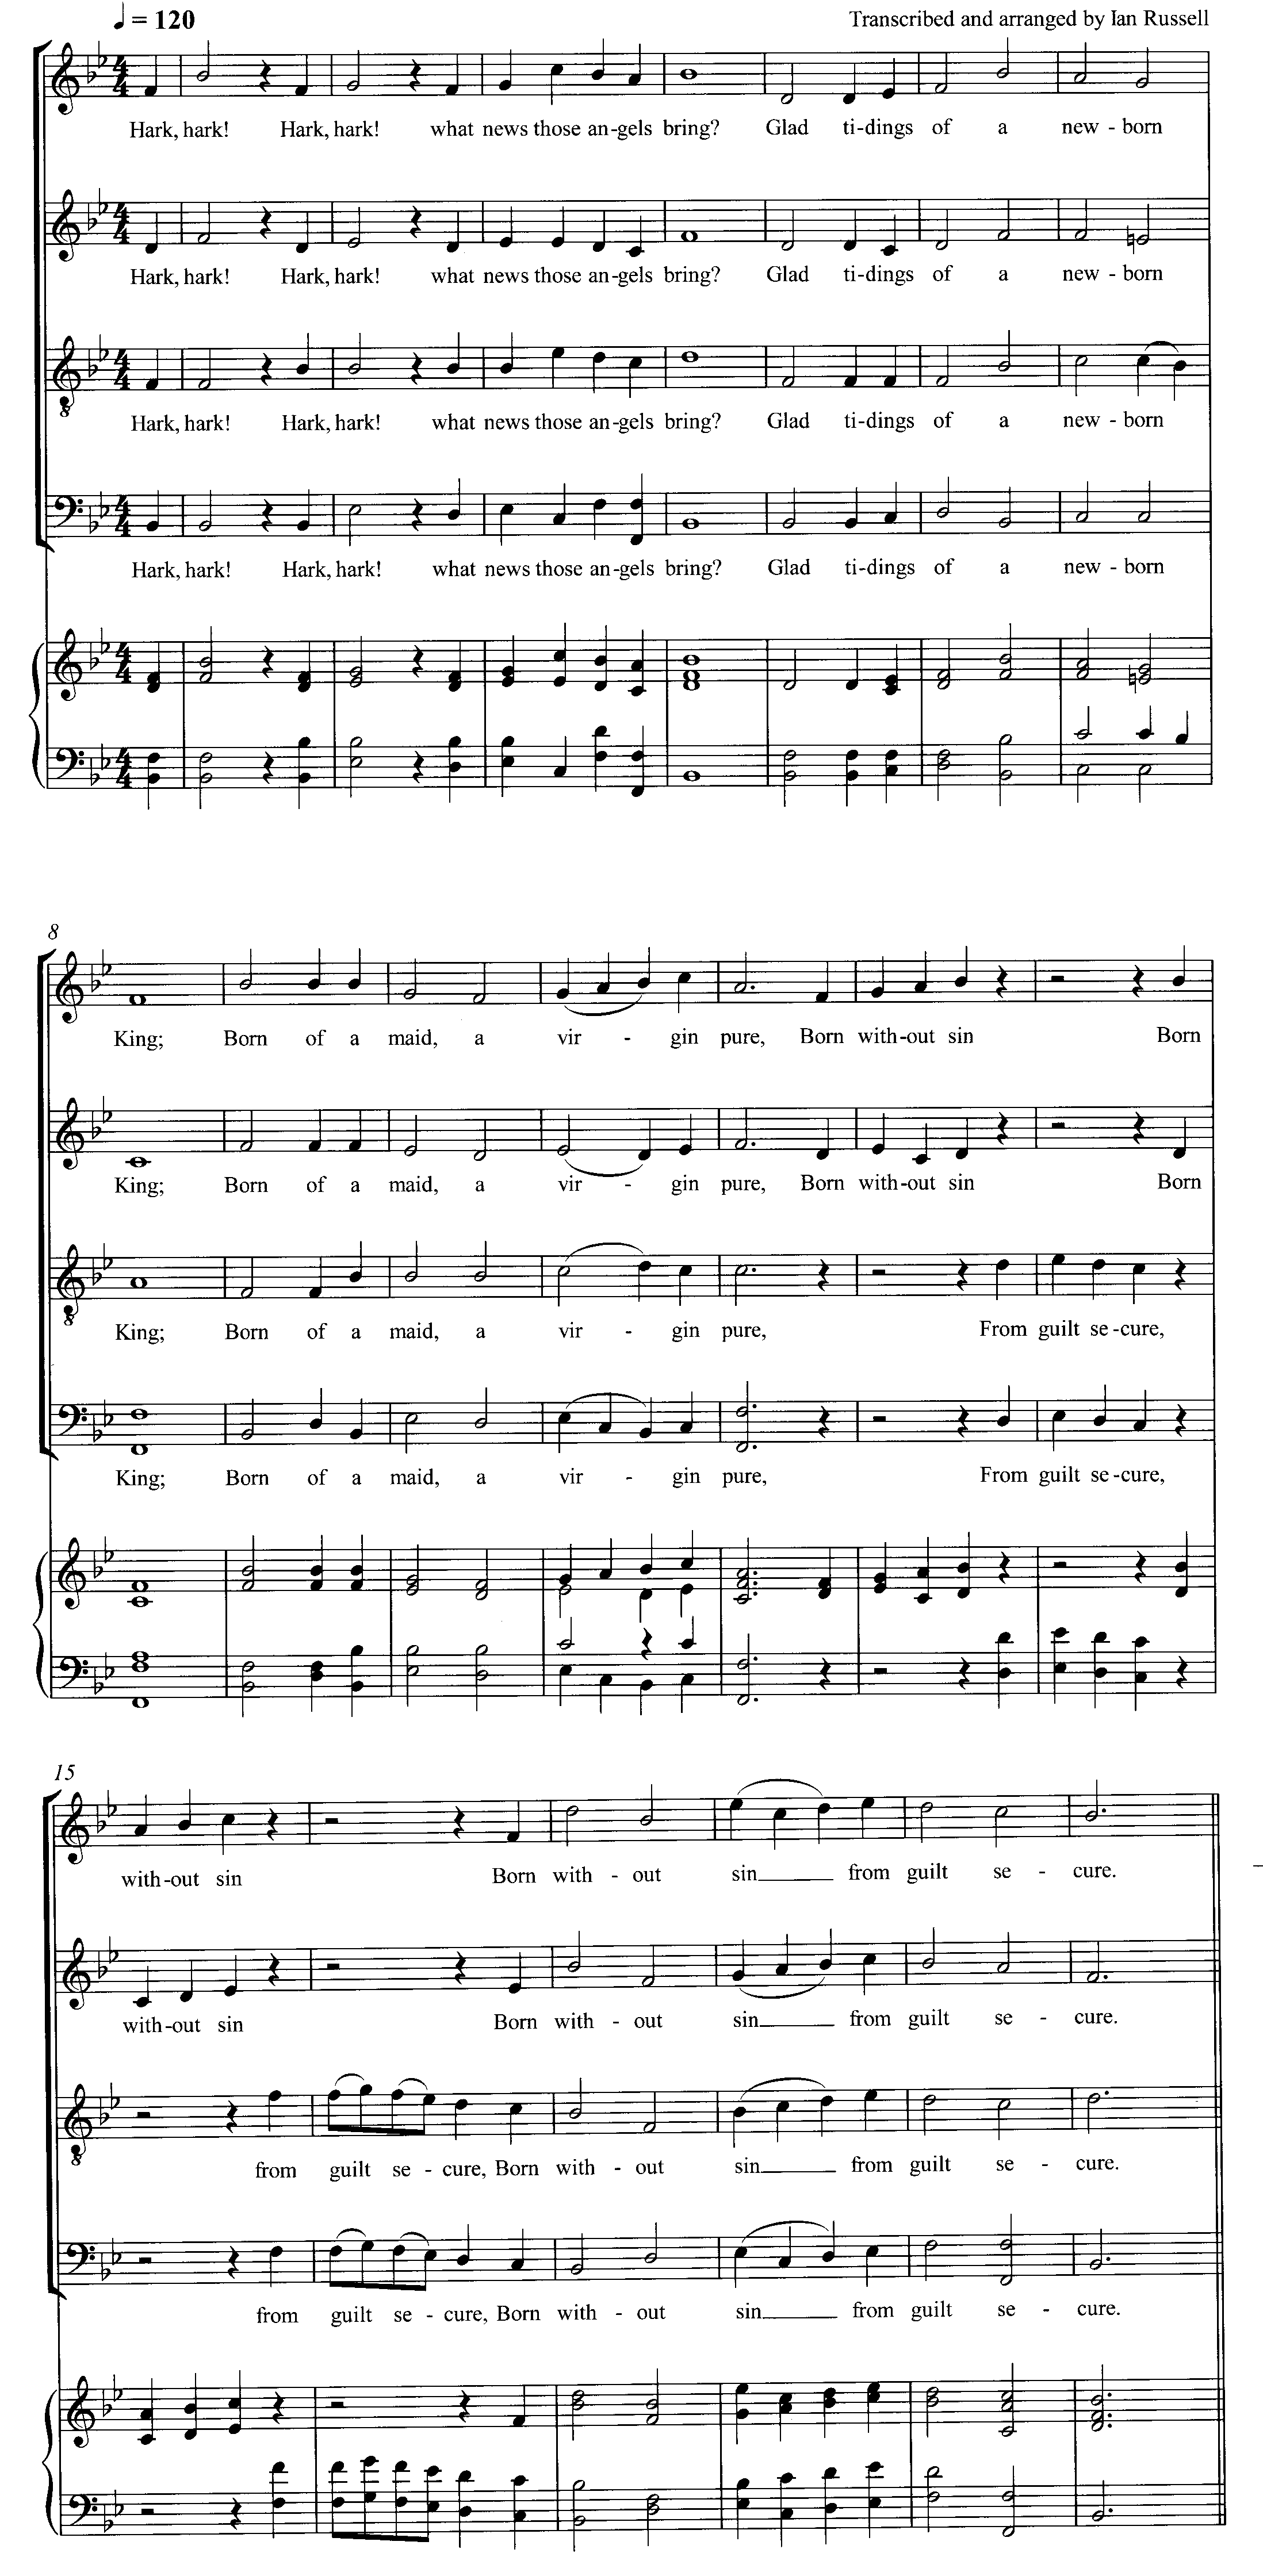 ♩ = 120
Transcribed and arranged by Ian Russell
Hark, hark! Hark, hark! what news those an-gels bring? Glad ti-dings of a new - born
Hark, hark! Hark, hark! what news those an-gels bring? Glad ti-dings of a new - born
Hark, hark! Hark, hark! what news those an-gels bring? Glad ti-dings of a new - born
Hark, hark! Hark, hark! what news those an-gels bring? Glad ti-dings of a new - born
8
King; Born of a maid, a vir - gin pure, Born with-out sin Born
King; Born of a maid, a vir - gin pure, Born with-out sin Born
King; Born of a maid, a vir - gin pure, From guilt se-cure,
King; Born of a maid, a vir - gin pure, From guilt se-cure,
15
with-out sin Born with - out sin from guilt se - cure.
with-out sin Born with - out sin from guilt se - cure.
from guilt se - cure, Born with - out sin from guilt se - cure.
from guilt se - cure, Born with - out sin from guilt se - cure.